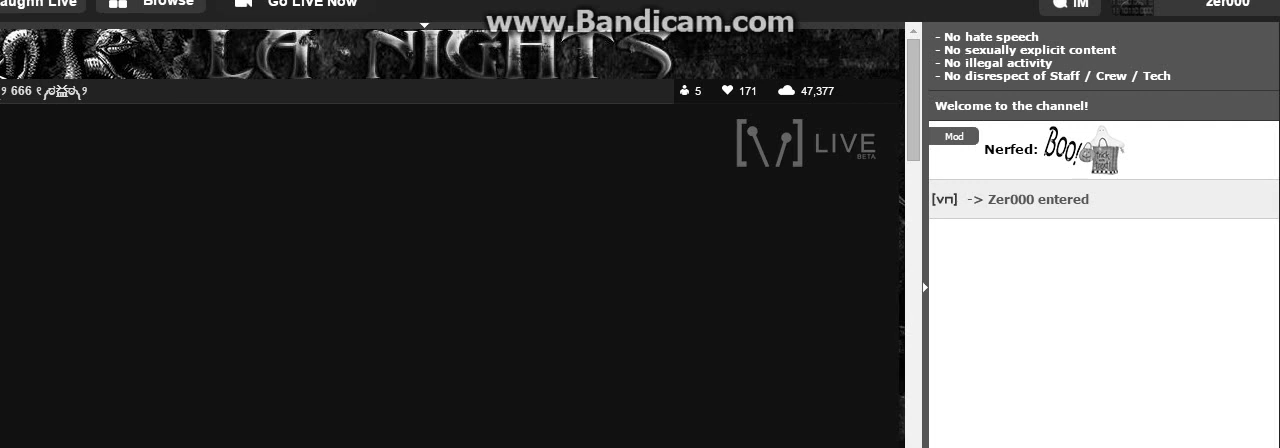 aughn Live
Browse
Go LIVE Now
www.Bandicam.com
IM
zer000
LA NIGHTS
666
5
171
47,377
[\/] LIVE
BETA
- No hate speech
- No sexually explicit content
- No illegal activity
- No disrespect of Staff / Crew / Tech
Welcome to the channel!
Mod
Nerfed:
BOO!
trick
[vn] -> Zer000 entered